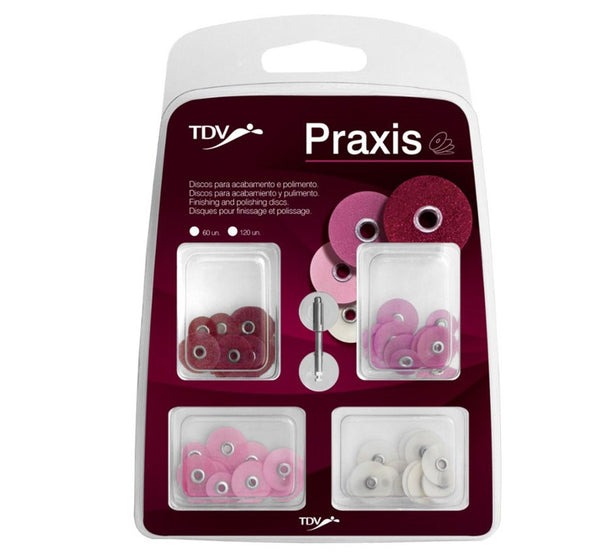 TDV
Praxis
Discos para acabamento e polimento.
Discos para acabamiento y pulimento.
Finishing and polishing discs.
Disques pour finissage et polissage.
60 un. 120 un.
TDV